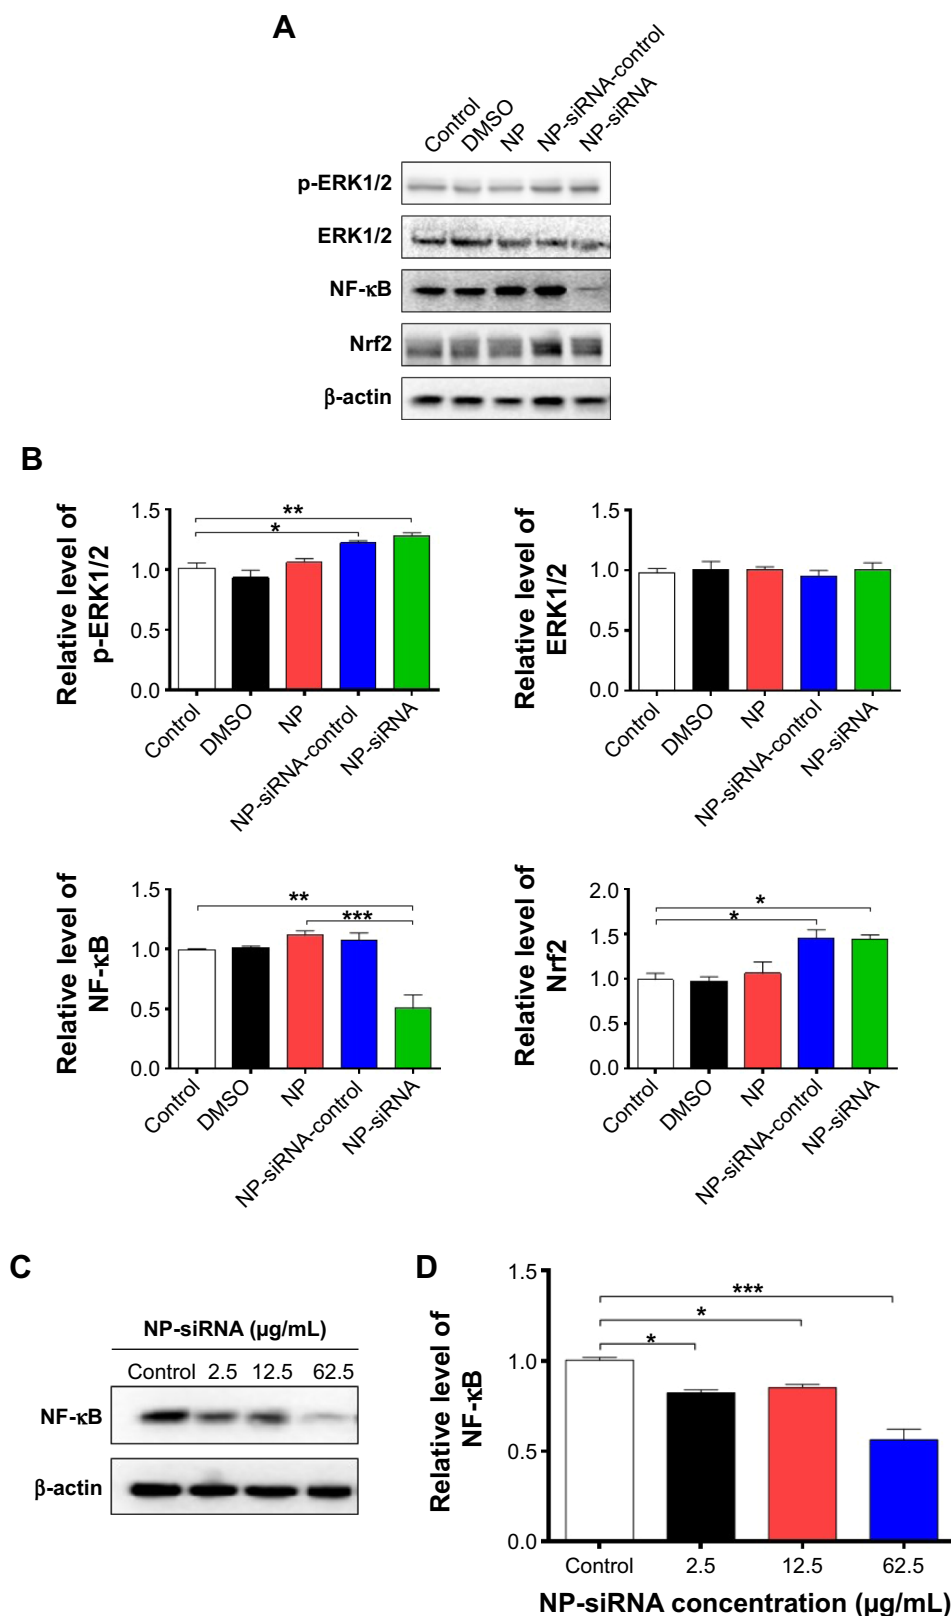 A
Control
DMSO
NP
NP-siRNA-control
NP-siRNA
p-ERK1/2
ERK1/2
NF-κB
Nrf2
β-actin
B
Relative level of
p-ERK1/2
1.5
1.0
0.5
0.0
**
*
Control
DMSO
NP
NP-siRNA-control
NP-siRNA
Relative level of
ERK1/2
1.5
1.0
0.5
0.0
Control
DMSO
NP
NP-siRNA-control
NP-siRNA
Relative level of
NF-κB
1.5
1.0
0.5
0.0
**
***
Control
DMSO
NP
NP-siRNA-control
NP-siRNA
Relative level of
Nrf2
2.0
1.5
1.0
0.5
0.0
*
*
Control
DMSO
NP
NP-siRNA-control
NP-siRNA
C
NP-siRNA (μg/mL)
Control 2.5 12.5 62.5
NF-κB
β-actin
D
Relative level of
NF-κB
1.5
1.0
0.5
0.0
***
*
*
Control 2.5 12.5 62.5
NP-siRNA concentration (μg/mL)